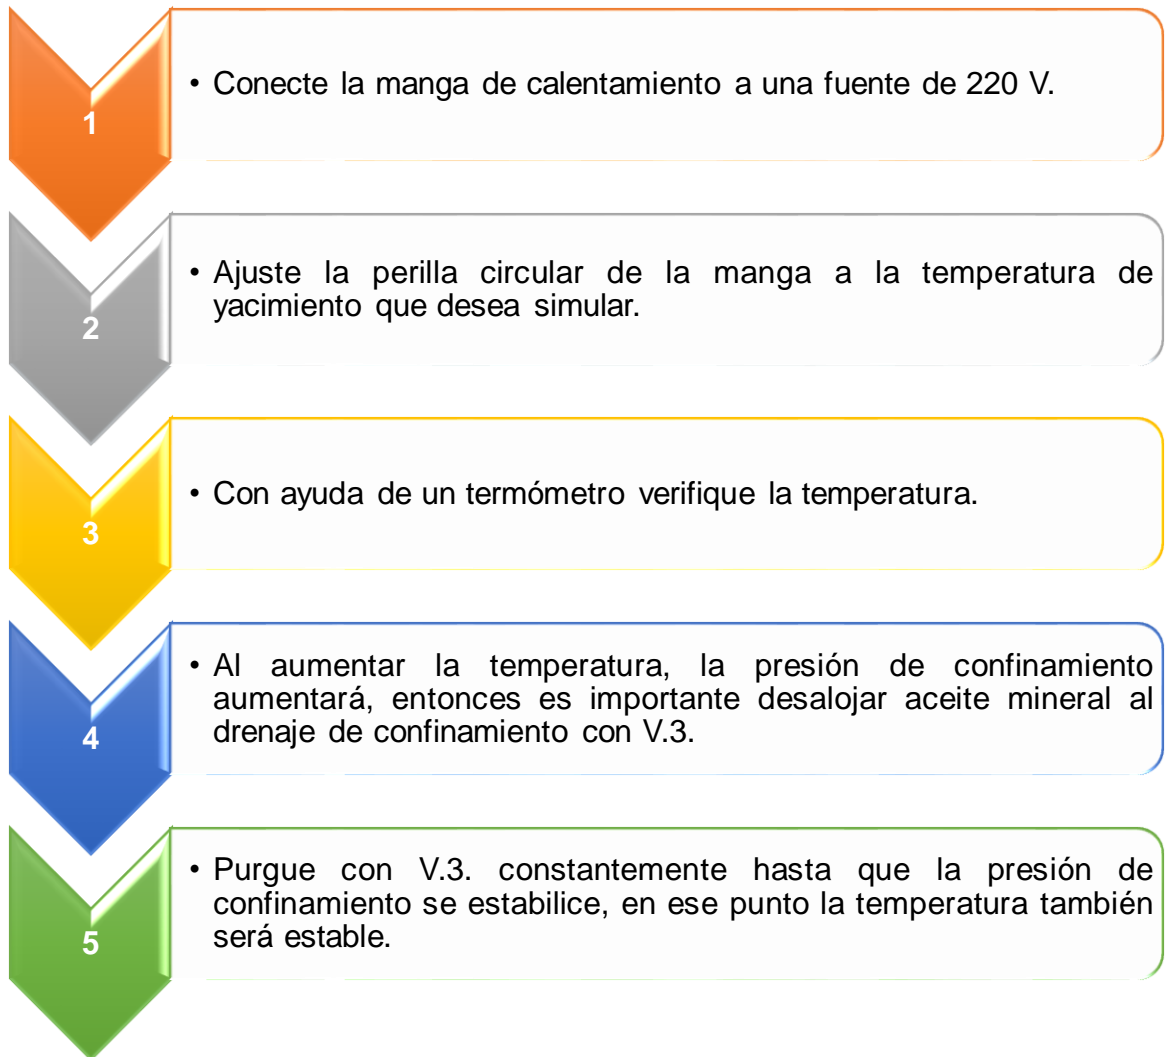 1
• Conecte la manga de calentamiento a una fuente de 220 V.
2
• Ajuste la perilla circular de la manga a la temperatura de
yacimiento que desea simular.
3
• Con ayuda de un termómetro verifique la temperatura.
4
• Al aumentar la temperatura, la presión de confinamiento
aumentará, entonces es importante desalojar aceite mineral al
drenaje de confinamiento con V.3.
5
• Purgue con V.3. constantemente hasta que la presión de
confinamiento se estabilice, en ese punto la temperatura también
será estable.